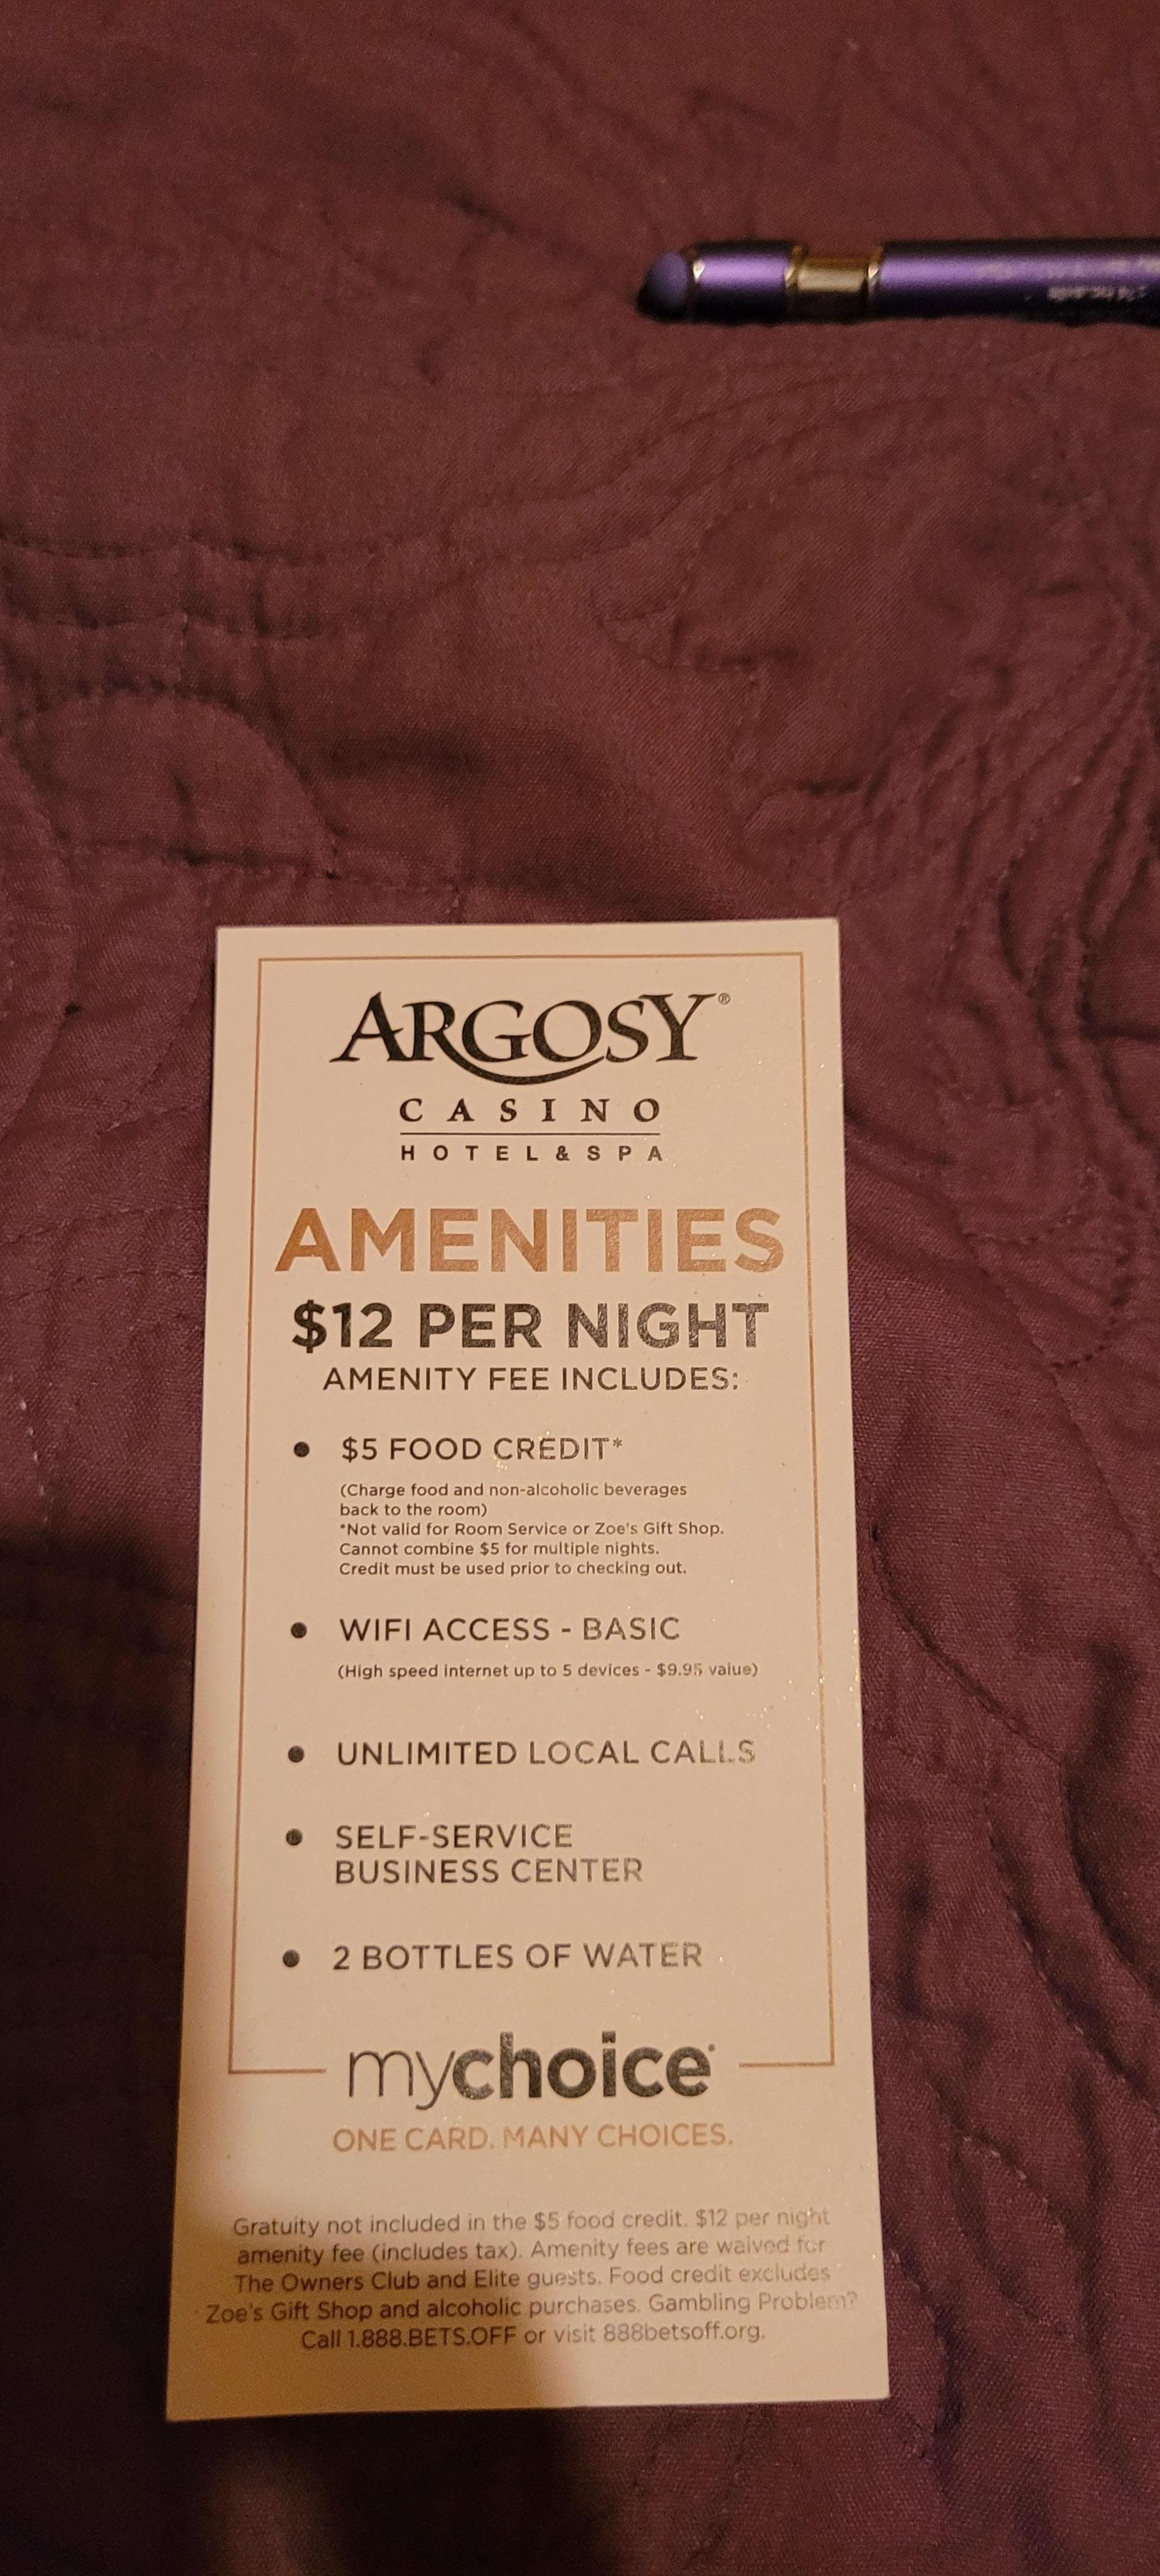 ARGOSY®
CASINO
HOTEL&SPA
AMENITIES
$12 PER NIGHT
AMENITY FEE INCLUDES:
• $5 FOOD CREDIT*
(Charge food and non-alcoholic beverages
back to the room)
*Not valid for Room Service or Zoe's Gift Shop.
Cannot combine $5 for multiple nights.
Credit must be used prior to checking out.
• WIFI ACCESS - BASIC
(High speed internet up to 5 devices - $9.95 value)
• UNLIMITED LOCAL CALLS
• SELF-SERVICE
BUSINESS CENTER
• 2 BOTTLES OF WATER
mychoice®
ONE CARD. MANY CHOICES.
Gratuity not included in the $5 food credit. $12 per night
amenity fee (includes tax). Amenity fees are waived for
The Owners Club and Elite guests. Food credit excludes
Zoe's Gift Shop and alcoholic purchases. Gambling Problem?
Call 1.888.BETS.OFF or visit 888betsoff.org.